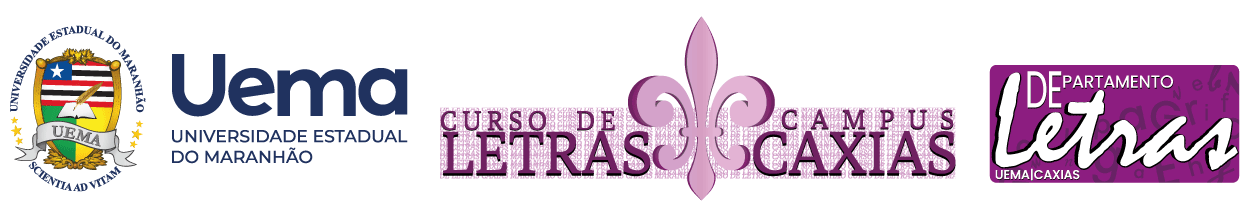 UNIVERSIDADE ESTADUAL DO MARANHÃO
UEMA
SCIENTIA AD VITAM
Uema
UNIVERSIDADE ESTADUAL
DO MARANHÃO
CURSO DE
LETRAS
CAMPUS
CAXIAS
DEPARTAMENTO
Letras
UEMA|CAXIAS